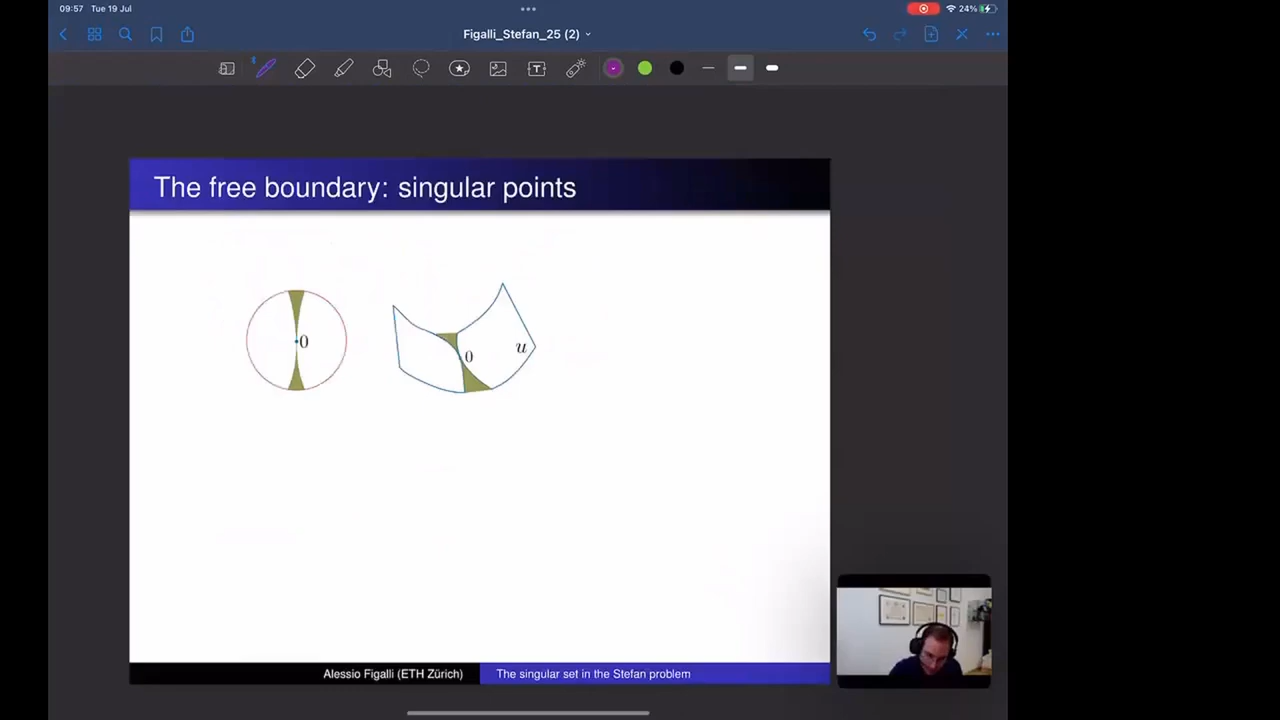 09:57 Tue 19 Jul
24%
Figalli_Stefan_25 (2)
The free boundary: singular points
0
0
u
Alessio Figalli (ETH Zürich)
The singular set in the Stefan problem